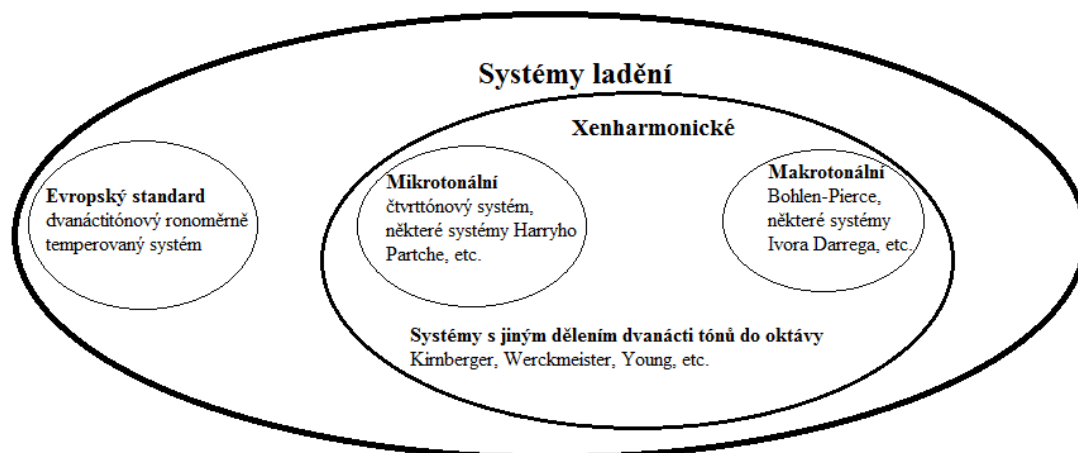 Systémy ladění
Xenharmonické
Evropský standard
dvanáctitónový ronoměrně
temperovaný systém
Mikrotonální
čtvrttónový systém,
některé systémy Harryho
Partche, etc.
Makrotonální
Bohlen-Pierce,
některé systémy
Ivora Darrega, etc.
Systémy s jiným dělením dvanácti tónů do oktávy
Kirnberger, Werckmeister, Young, etc.